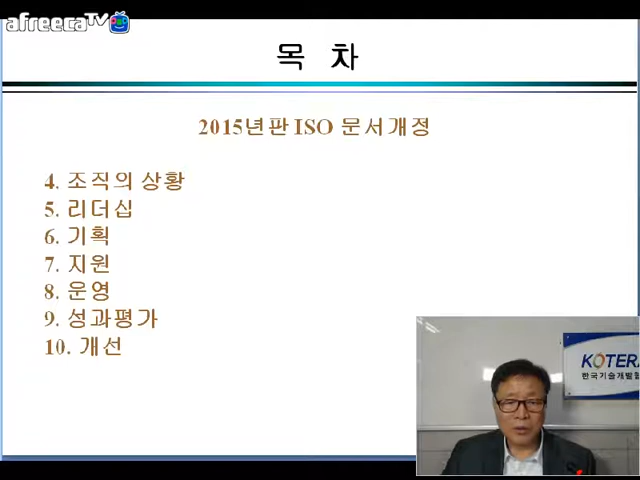 afreecaTV
목 차
2015년판 ISO 문서개정
4. 조직의 상황
5. 리더십
6. 기획
7. 지원
8. 운영
9. 성과평가
10. 개선
KOTERA
한국기술개발